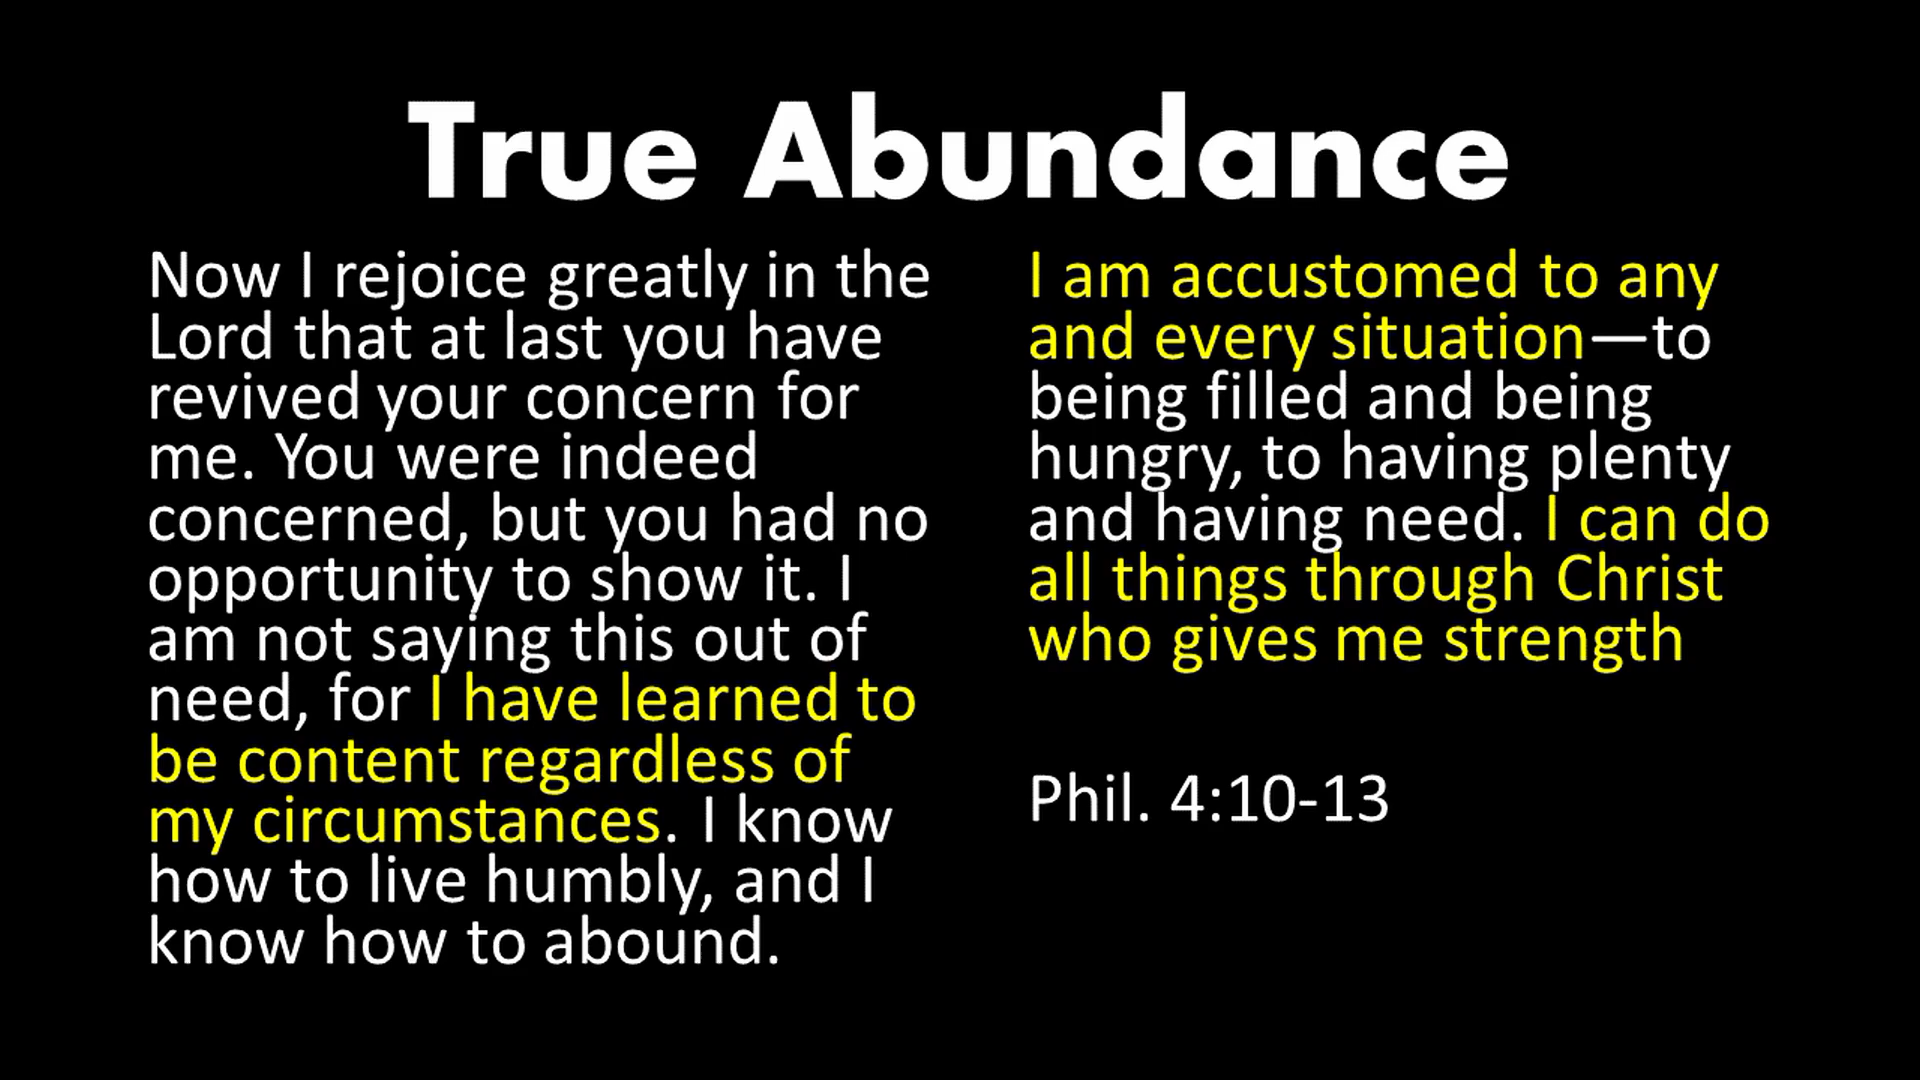 True Abundance
Now I rejoice greatly in the
Lord that at last you have
revived your concern for
me. You were indeed
concerned, but you had no
opportunity to show it. I
am not saying this out of
need, for I have learned to
be content regardless of
my circumstances. I know
how to live humbly, and I
know how to abound.
I am accustomed to any
and every situation—to
being filled and being
hungry, to having plenty
and having need. I can do
all things through Christ
who gives me strength
Phil. 4:10-13